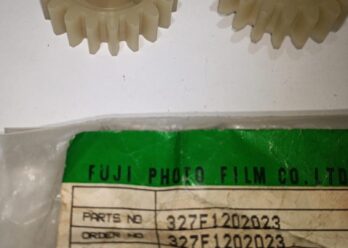 FUJI PHOTO FILM CO.LTD
PARTS NO 327F1202023
ORDER NO 327F1202023